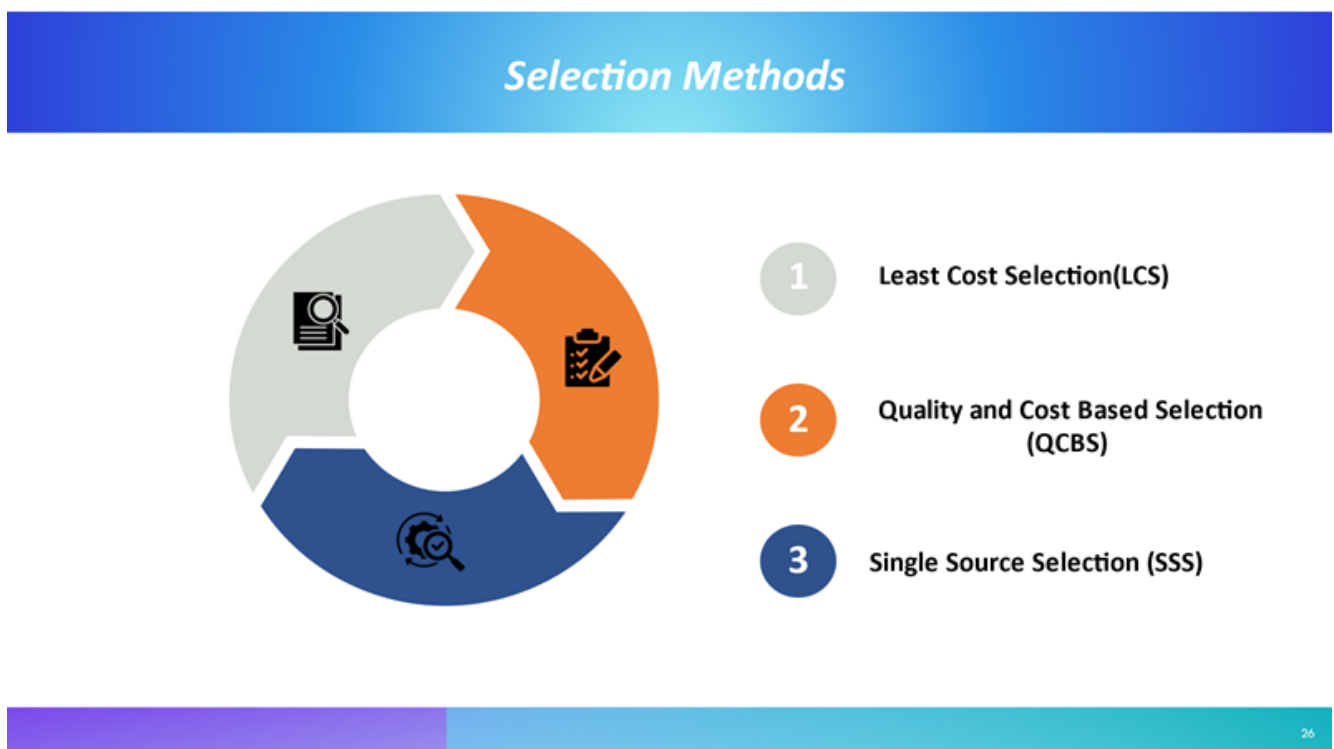 Selection Methods
1
Least Cost Selection(LCS)
2
Quality and Cost Based Selection
(QCBS)
3
Single Source Selection (SSS)
26